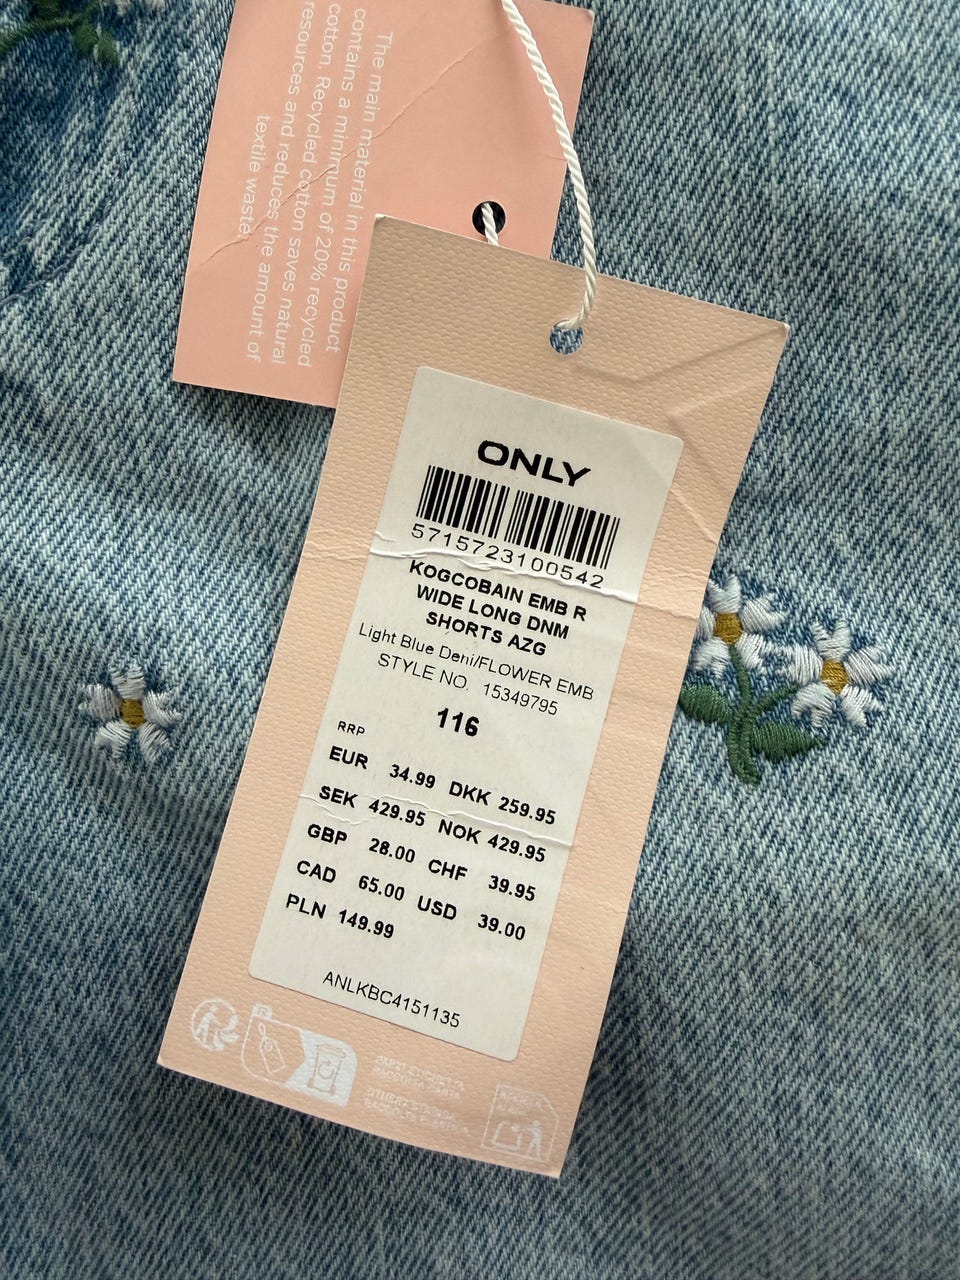 The main material in this product
contains a minimum of 20% recycled
cotton. Recycled cotton saves natural
resources and reduces the amount of
textile waste.
ONLY
5715723100542
KOGCOBAIN EMB R
WIDE LONG DNM
SHORTS AZG
Light Blue Deni/FLOWER EMB
STYLE NO. 15349795
116
RRP
EUR 34.99 DKK 259.95
SEK 429.95 NOK 429.95
GBP 28.00 CHF 39.95
CAD 65.00 USD 39.00
PLN 149.99
ANLKBC4151135
RACCOLTA CARTA